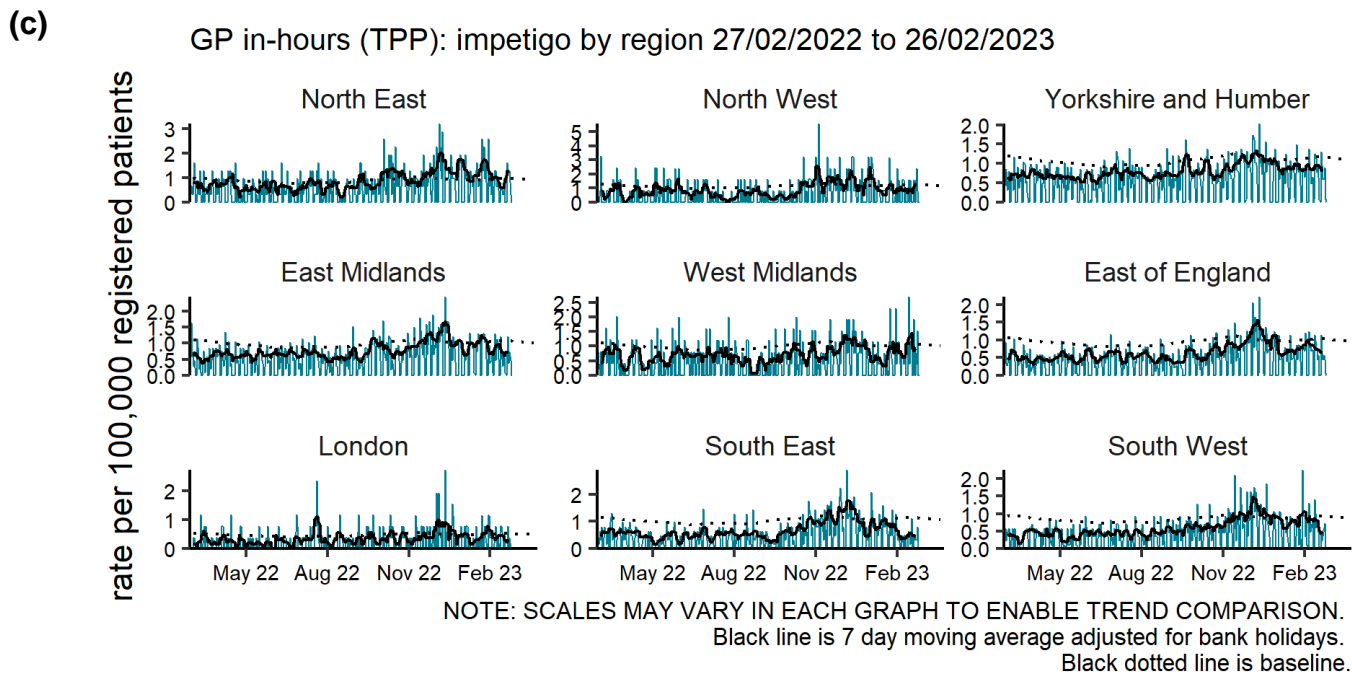 (c)
GP in-hours (TPP): impetigo by region 27/02/2022 to 26/02/2023
rate per 100,000 registered patients
North East
3
2
1
0
North West
5
4
3
2
1
0
Yorkshire and Humber
2.0
1.5
1.0
0.5
0.0
East Midlands
2.0
1.5
1.0
0.5
0.0
West Midlands
2.5
2.0
1.5
1.0
0.5
0.0
East of England
2.0
1.5
1.0
0.5
0.0
London
2
1
0
South East
2
1
0
South West
2.0
1.5
1.0
0.5
0.0
May 22 Aug 22 Nov 22 Feb 23
May 22 Aug 22 Nov 22 Feb 23
May 22 Aug 22 Nov 22 Feb 23
NOTE: SCALES MAY VARY IN EACH GRAPH TO ENABLE TREND COMPARISON.
Black line is 7 day moving average adjusted for bank holidays.
Black dotted line is baseline.